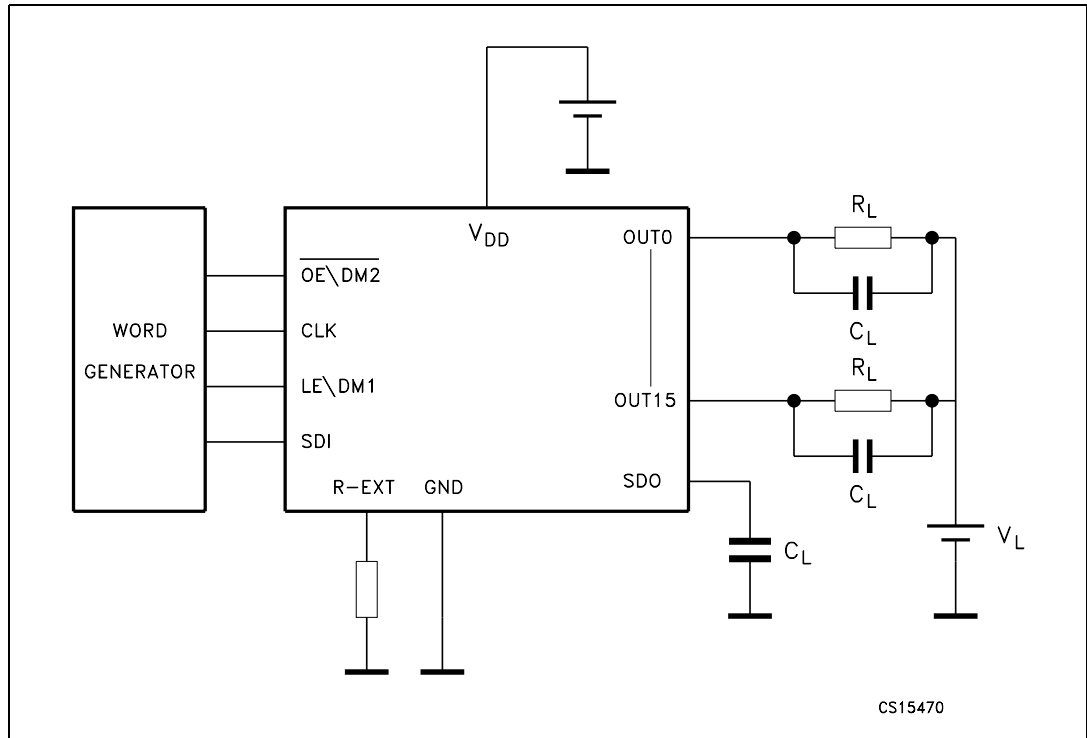 V_DD
OUT0
R_L
OE\DM2
WORD
GENERATOR
CLK
C_L
LE\DM1
OUT15
R_L
SDI
C_L
R-EXT
GND
SDO
C_L
V_L
CS15470